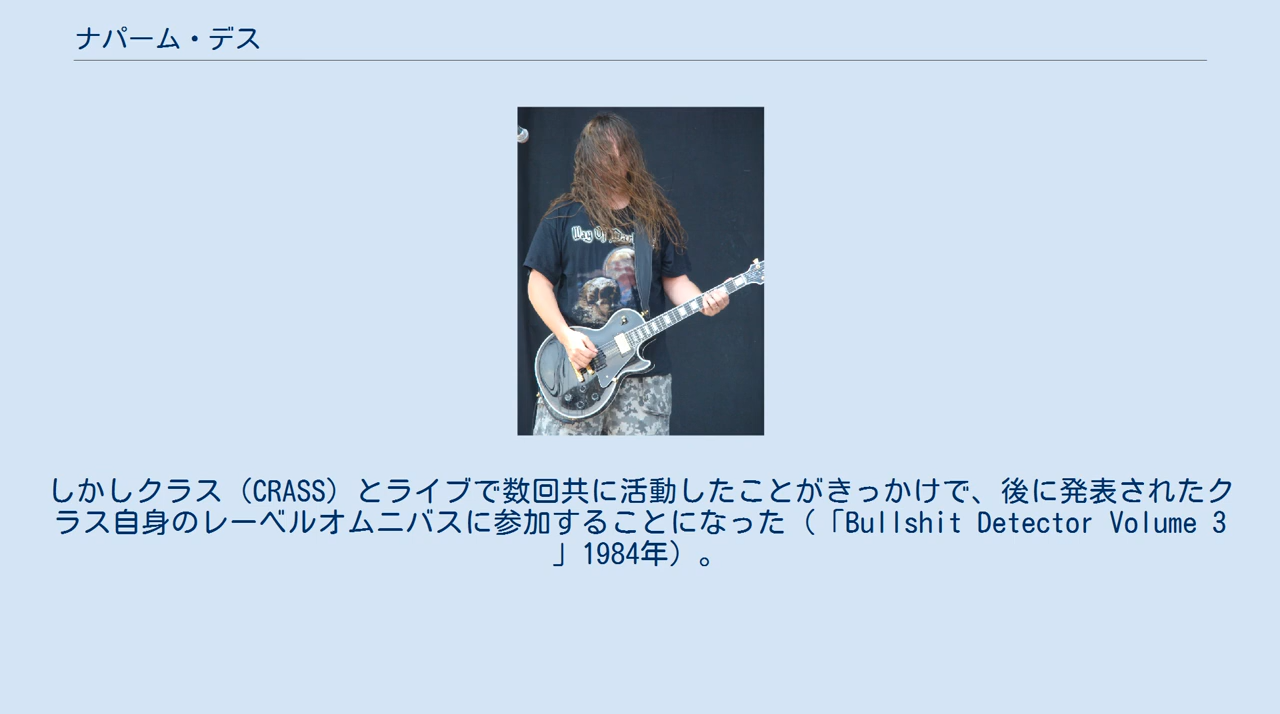 ナパーム・デス
Way Of
しかしクラス（CRASS）とライブで数回共に活動したことがきっかけで、後に発表されたク
ラス自身のレーベルオムニバスに参加することになった（「Bullshit Detector Volume 3
」1984年）。